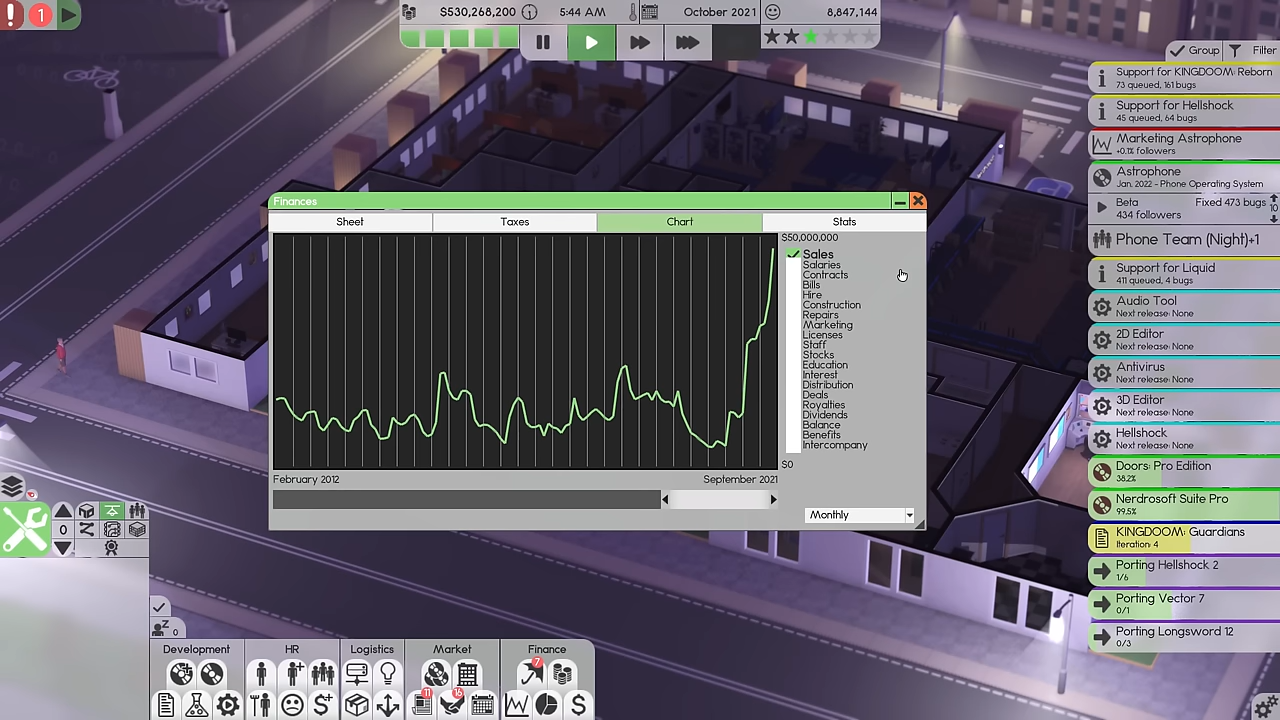 1
$530,268,200
5:44 AM
October 2021
8,847,144
Group
Filter
Support for KINGDOOM: Reborn
73 queued, 161 bugs
Support for Hellshock
45 queued, 64 bugs
Marketing Astrophone
+0.1% followers
Astrophone
Jan. 2022 - Phone Operating System
Beta
Fixed 473 bugs
434 followers
10
Phone Team (Night)+1
Support for Liquid
411 queued, 4 bugs
Audio Tool
Next release: None
2D Editor
Next release: None
Antivirus
Next release: None
3D Editor
Next release: None
Hellshock
Next release: None
Doors: Pro Edition
38.2%
Nerdrosoft Suite Pro
99.5%
KINGDOOM: Guardians
Iteration: 4
Porting Hellshock 2
1/6
Porting Vector 7
0/1
Porting Longsword 12
0/3
Finances
Sheet
Taxes
Chart
Stats
$50,000,000
Sales
Salaries
Contracts
Bills
Hire
Construction
Repairs
Marketing
Licenses
Staff
Stocks
Education
Interest
Distribution
Deals
Royalties
Dividends
Balance
Benefits
Intercompany
$0
February 2012
September 2021
Monthly
0
Z
0
Development
HR
Logistics
Market
Finance
7
11
16